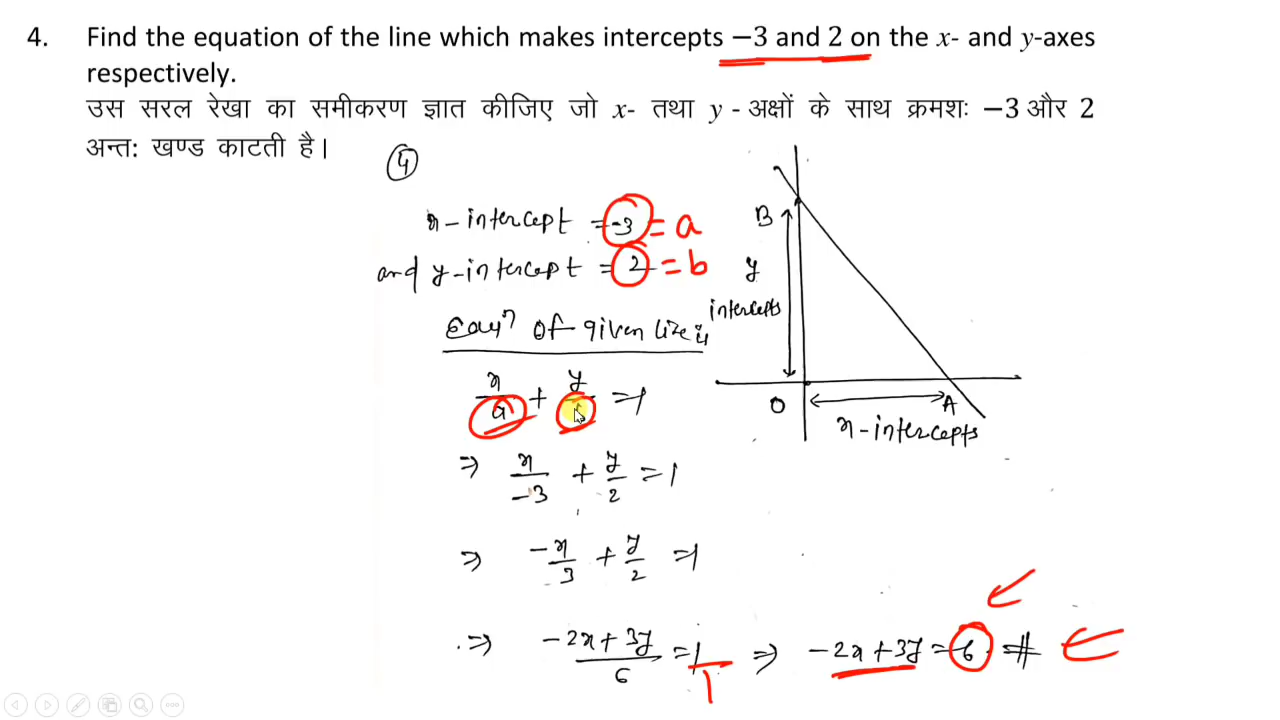 4. Find the equation of the line which makes intercepts −3 and 2 on the x- and y-axes
respectively.
उस सरल रेखा का समीकरण ज्ञात कीजिए जो x- तथा y - अक्षों के साथ क्रमशः −3 और 2
अन्त: खण्ड काटती है।
4
x-intercept = -3 = a
and y-intercept = 2 = b
Eqn of given line is
x/a + y/ = 1
⇒ x/-3 + y/2 = 1
⇒ -x/3 + y/2 = 1
⇒ -2x+3y/6 = 1/1 ⇒ -2x+3y = 6 #
B
y
intercepts
O
A
x-intercepts